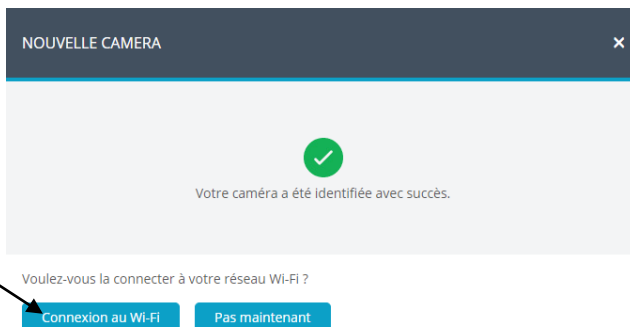 NOUVELLE CAMERA
Votre caméra a été identifiée avec succès.
Voulez-vous la connecter à votre réseau Wi-Fi ?
Connexion au Wi-Fi
Pas maintenant